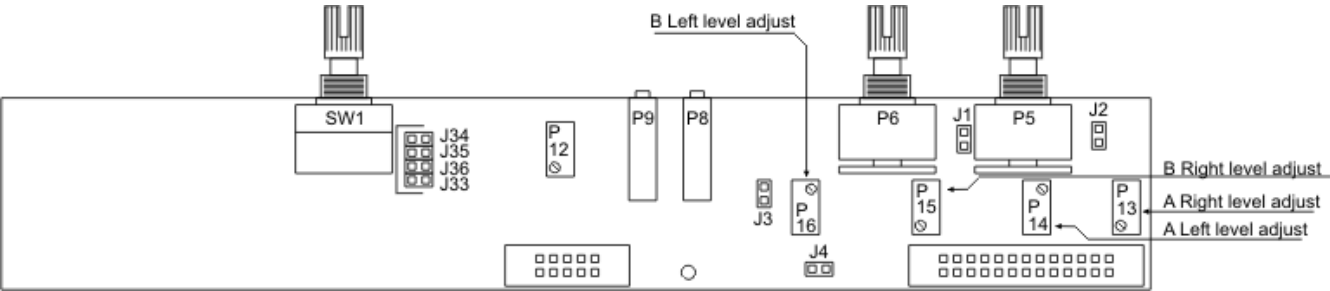 B Left level adjust
SW1
P9
P8
P6
J1
P5
J2
J34
J35
J36
J33
P
12
B Right level adjust
J3
P
16
P
15
P
14
P
13
A Right level adjust
A Left level adjust
J4